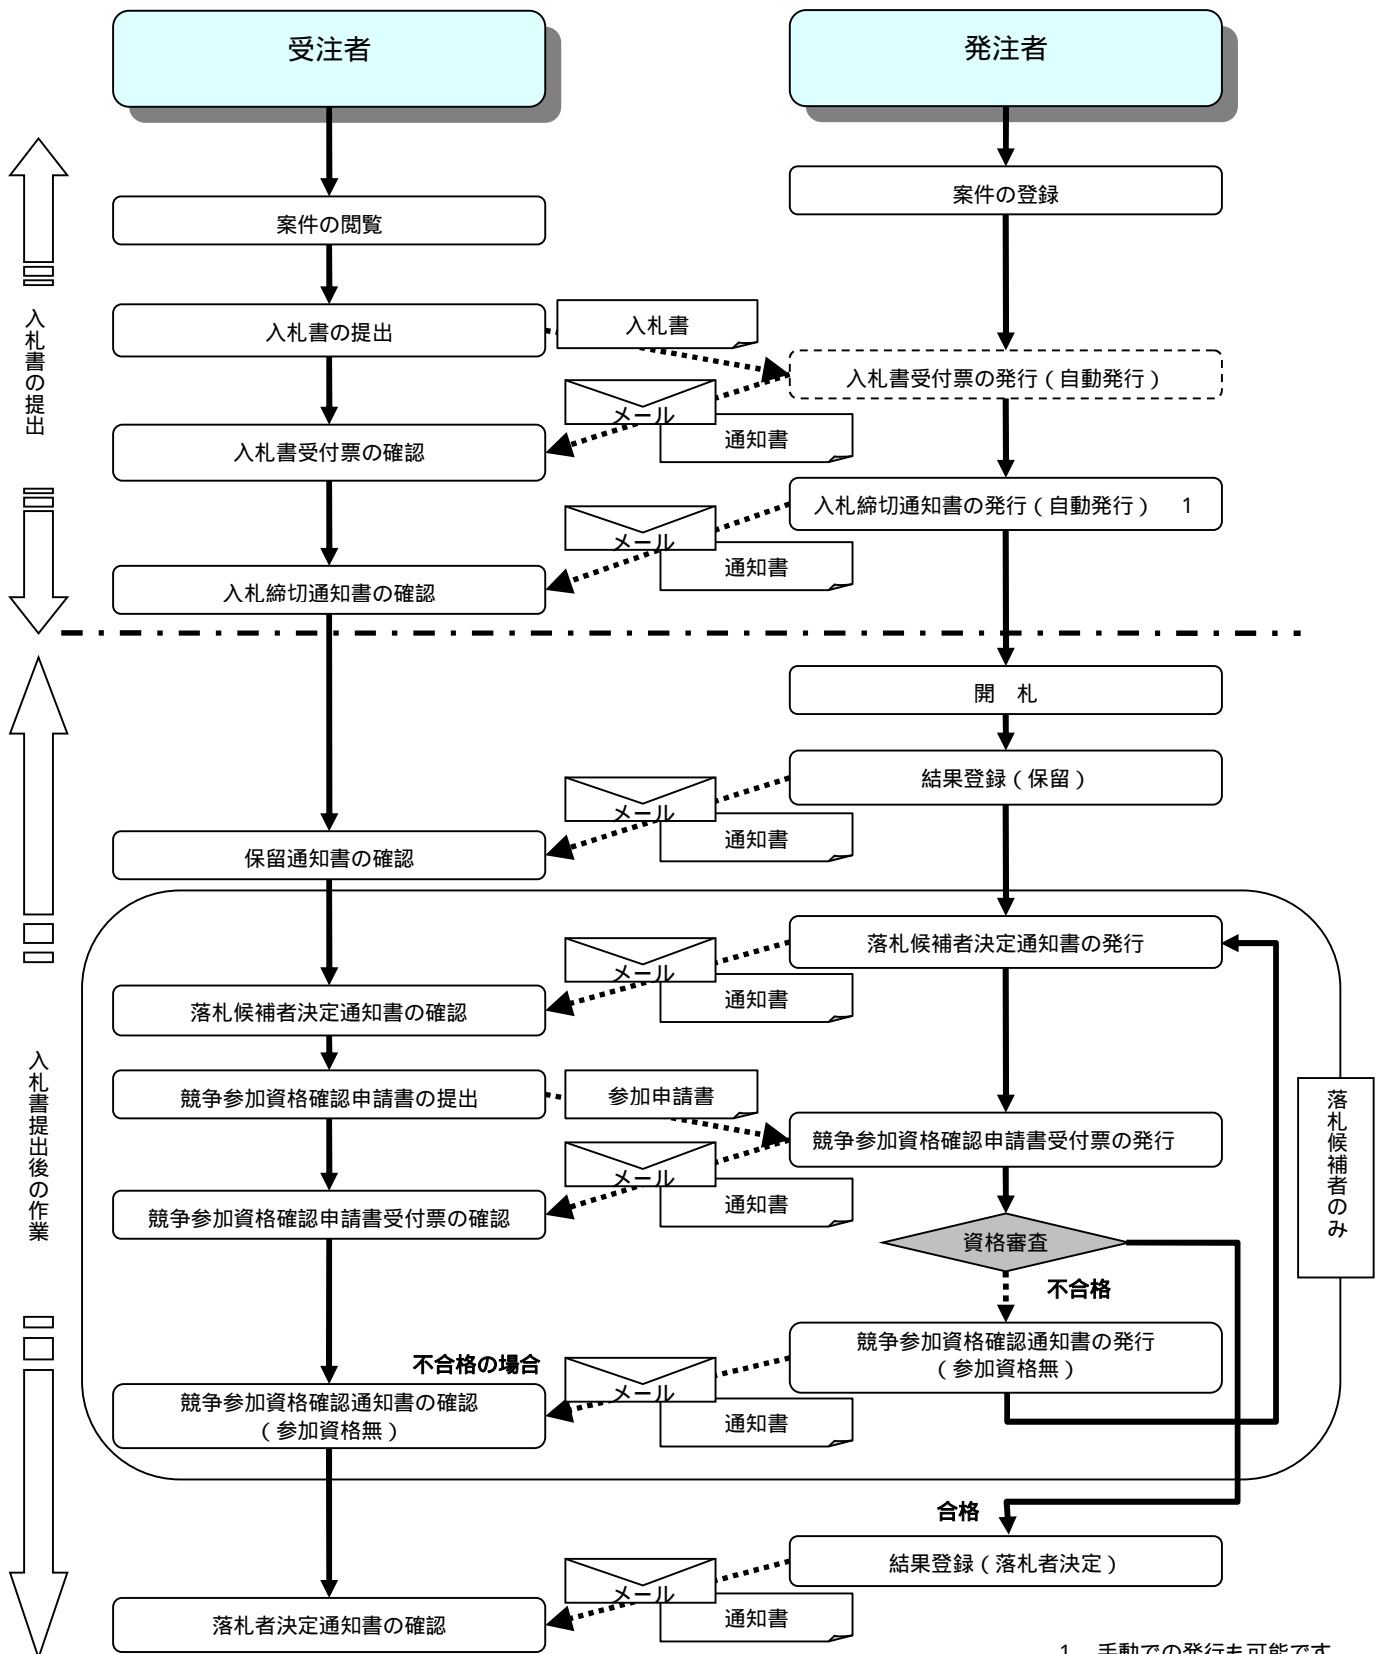 受注者
発注者
案件の登録
案件の閲覧
入札書の提出
入札書
入札書受付票の発行(自動発行)
メール
通知書
入札書受付票の確認
入札書の提出
入札締切通知書の発行(自動発行) 1
メール
通知書
入札締切通知書の確認
開 札
結果登録(保留)
メール
通知書
保留通知書の確認
落札候補者決定通知書の発行
メール
通知書
落札候補者決定通知書の確認
入札書提出後の作業
競争参加資格確認申請書の提出
参加申請書
競争参加資格確認申請書受付票の発行
落札候補者のみ
メール
通知書
競争参加資格確認申請書受付票の確認
資格審査
不合格
競争参加資格確認通知書の発行
(参加資格無)
不合格の場合
メール
通知書
競争参加資格確認通知書の確認
(参加資格無)
合格
結果登録(落札者決定)
メール
通知書
落札者決定通知書の確認
1 手動での発行も可能です